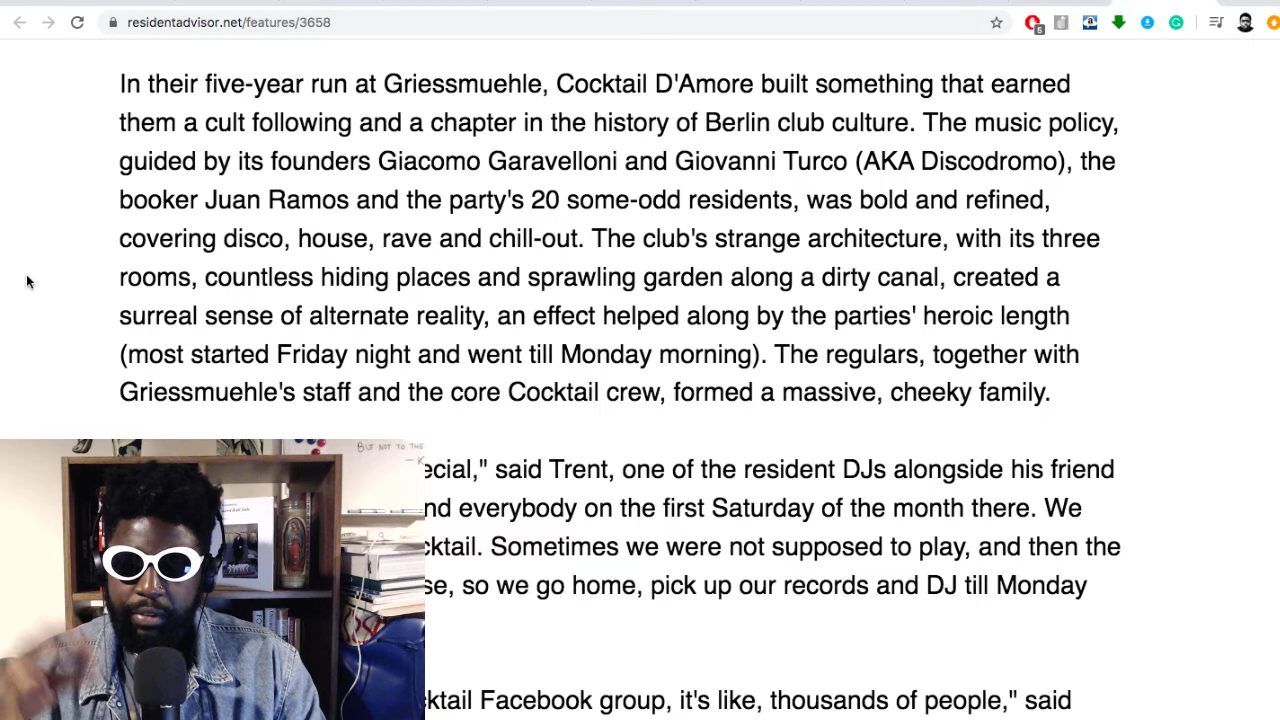 residentadvisor.net/features/3658
5
In their five-year run at Griessmuehle, Cocktail D'Amore built something that earned
them a cult following and a chapter in the history of Berlin club culture. The music policy,
guided by its founders Giacomo Garavelloni and Giovanni Turco (AKA Discodromo), the
booker Juan Ramos and the party's 20 some-odd residents, was bold and refined,
covering disco, house, rave and chill-out. The club's strange architecture, with its three
rooms, countless hiding places and sprawling garden along a dirty canal, created a
surreal sense of alternate reality, an effect helped along by the parties' heroic length
(most started Friday night and went till Monday morning). The regulars, together with
Griessmuehle's staff and the core Cocktail crew, formed a massive, cheeky family.
BUT NOT TO THE
– K
ecial," said Trent, one of the resident DJs alongside his friend
nd everybody on the first Saturday of the month there. We
cktail. Sometimes we were not supposed to play, and then the
se, so we go home, pick up our records and DJ till Monday
cktail Facebook group, it's like, thousands of people," said